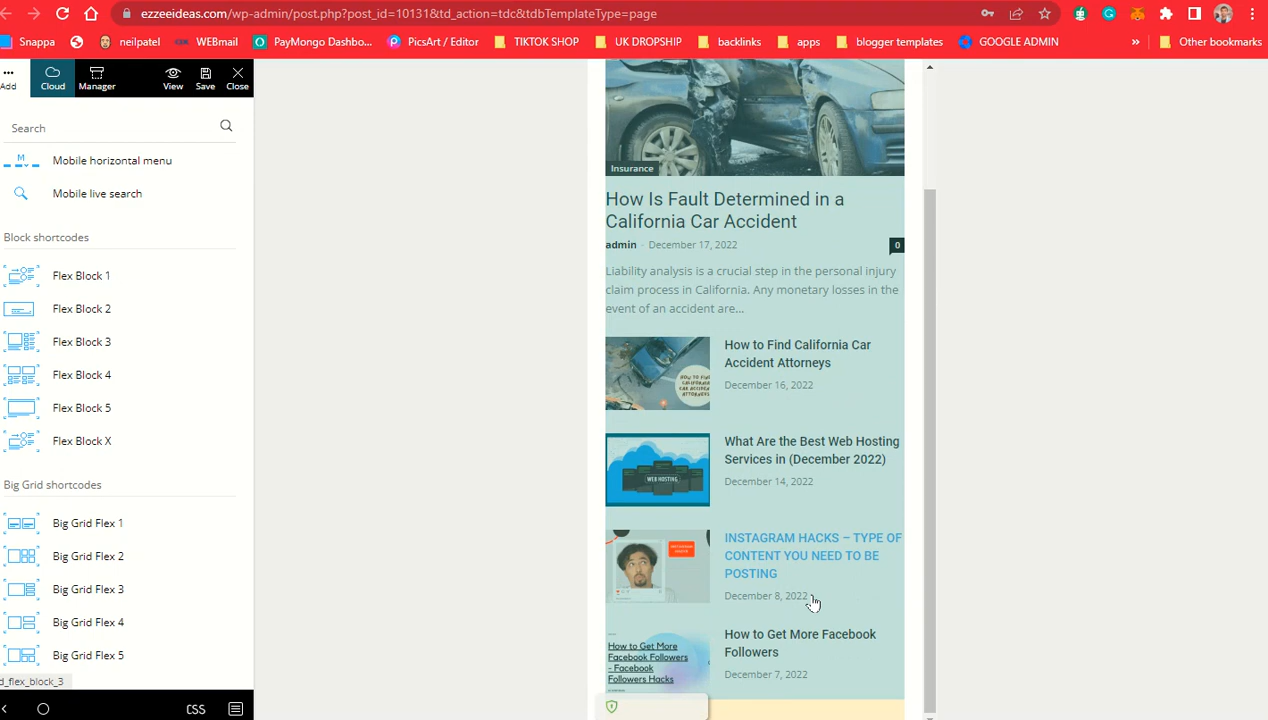 ezzeeideas.com/wp-admin/post.php?post_id=10131&td_action=tdc&tdbTemplateType=page
Snappa
neilpatel
WEBmail
PayMongo Dashbo...
PicsArt / Editor
TIKTOK SHOP
UK DROPSHIP
backlinks
apps
blogger templates
GOOGLE ADMIN
»
Other bookmarks
Add
Cloud
Manager
View
Save
Close
Search
M
Mobile horizontal menu
Mobile live search
Block shortcodes
Flex Block 1
Flex Block 2
Flex Block 3
Flex Block 4
Flex Block 5
Flex Block X
Big Grid shortcodes
Big Grid Flex 1
Big Grid Flex 2
Big Grid Flex 3
Big Grid Flex 4
Big Grid Flex 5
d_flex_block_3
CSS
Insurance
How Is Fault Determined in a
California Car Accident
admin - December 17, 2022
0
Liability analysis is a crucial step in the personal injury
claim process in California. Any monetary losses in the
event of an accident are...
HOW TO FIND
CALIFORNIA
CAR ACCIDENT
ATTORNEYS
How to Find California Car
Accident Attorneys
December 16, 2022
WEB HOSTING
What Are the Best Web Hosting
Services in (December 2022)
December 14, 2022
INSTAGRAM HACKS – TYPE OF
CONTENT YOU NEED TO BE
POSTING
December 8, 2022
How to Get More
Facebook Followers
- Facebook
Followers Hacks
How to Get More Facebook
Followers
December 7, 2022